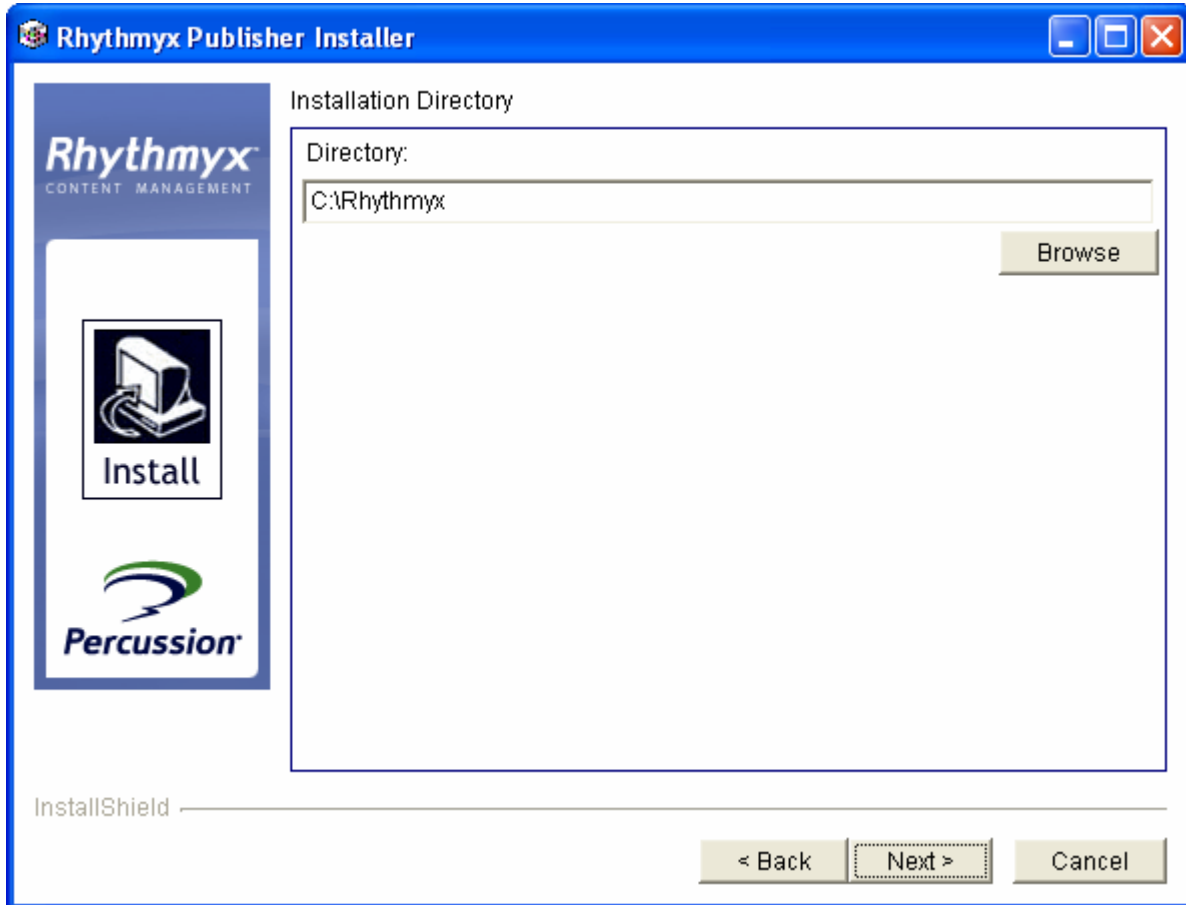 Rhythmyx Publisher Installer
Installation Directory
Rhythmyx
CONTENT MANAGEMENT
Directory:
C:\Rhythmyx
Browse
Install
Percussion
InstallShield
< Back
Next >
Cancel